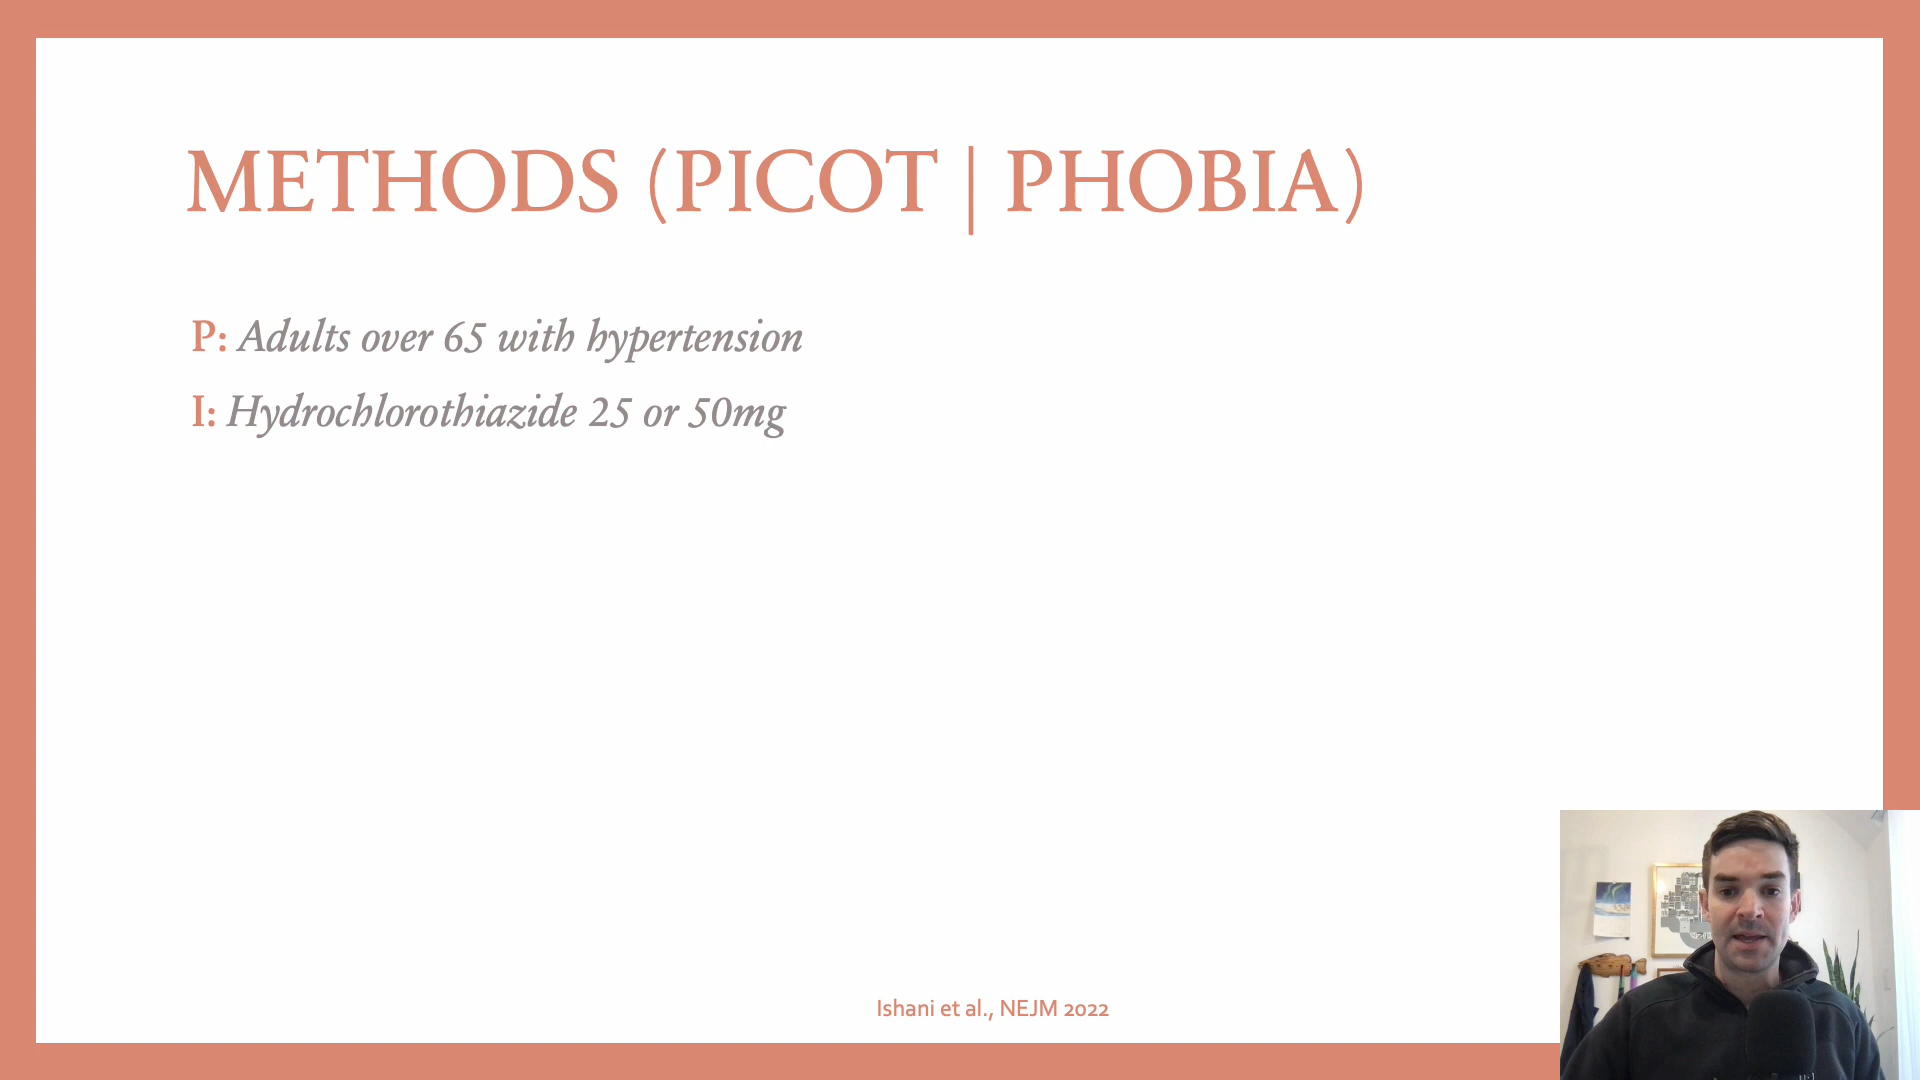 METHODS (PICOT | PHOBIA)
P: Adults over 65 with hypertension
I: Hydrochlorothiazide 25 or 50mg
Ishani et al., NEJM 2022